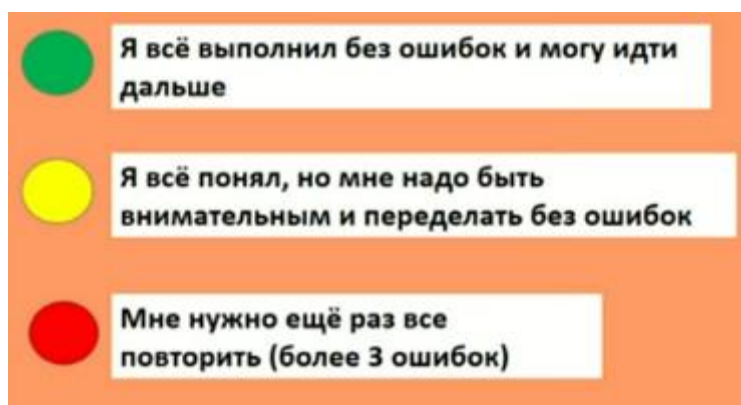 Я всё выполнил без ошибок и могу идти
дальше
Я всё понял, но мне надо быть
внимательным и переделать без ошибок
Мне нужно ещё раз все
повторить (более 3 ошибок)